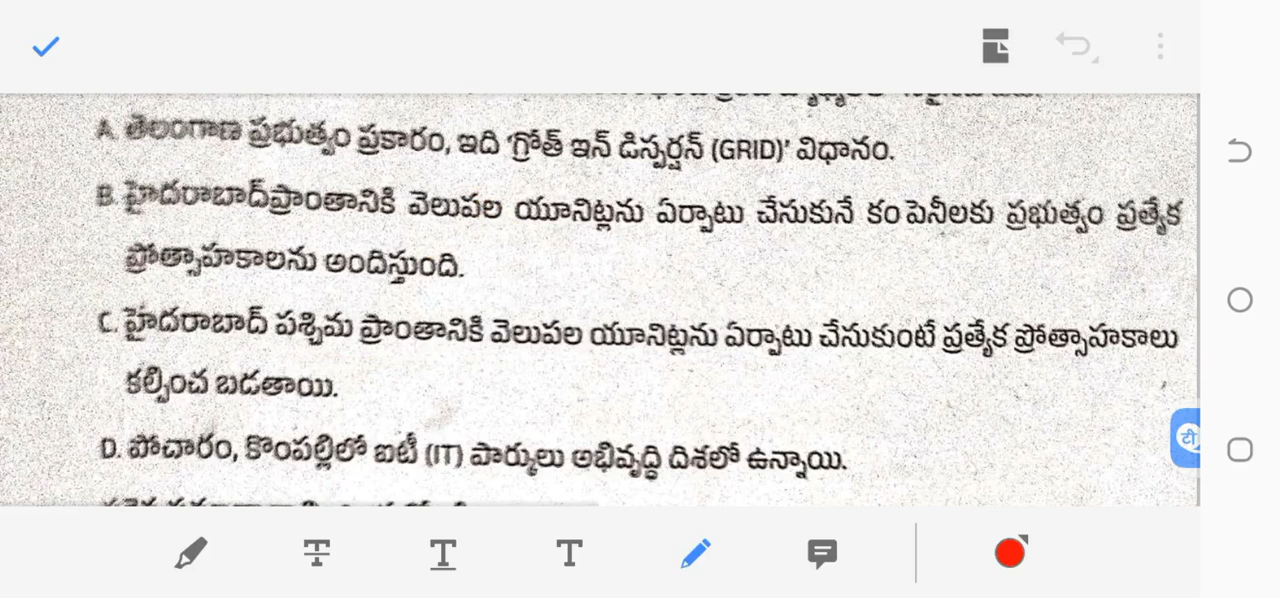 A. తెలంగాణ ప్రభుత్వం ప్రకారం, ఇది 'గ్రోత్ ఇన్ డిస్పర్షన్ (GRID)' విధానం.
B. హైదరాబాద్‌ప్రాంతానికి వెలుపల యూనిట్లను ఏర్పాటు చేసుకునే కంపెనీలకు ప్రభుత్వం ప్రత్యేక
ప్రోత్సాహకాలను అందిస్తుంది.
C. హైదరాబాద్ పశ్చిమ ప్రాంతానికి వెలుపల యూనిట్లను ఏర్పాటు చేసుకుంటే ప్రత్యేక ప్రోత్సాహకాలు
కల్పించ బడతాయి.
D. పోచారం, కొంపల్లిలో ఐటీ (IT) పార్కులు అభివృద్ధి దిశలో ఉన్నాయి.
टी
T T T